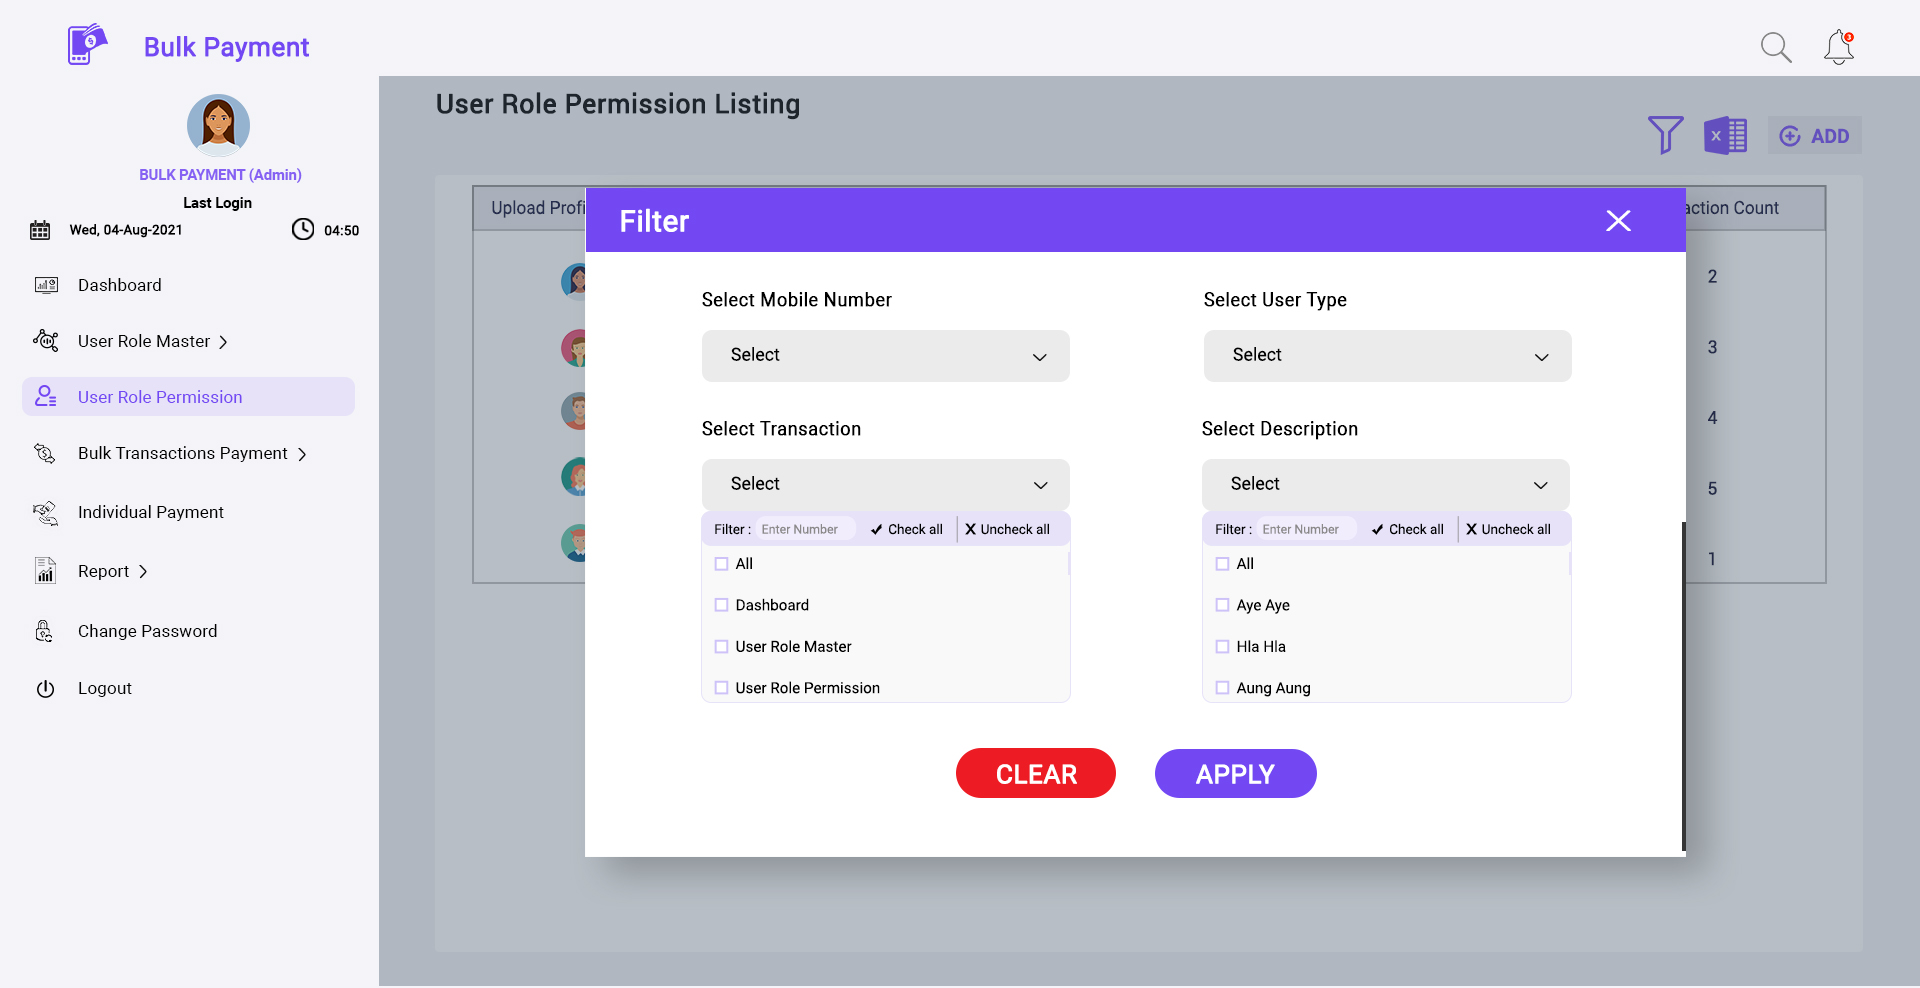 Bulk Payment
3
BULK PAYMENT (Admin)
Last Login
Wed, 04-Aug-2021
04:50
Dashboard
User Role Master
User Role Permission
Bulk Transactions Payment
Individual Payment
Report
Change Password
Logout
User Role Permission Listing
X
ADD
Upload Profi
action Count
2
3
4
5
1
Filter
Select Mobile Number
Select User Type
Select
Select
Select Transaction
Select Description
Select
Select
Filter : Enter Number Check all X Uncheck all
All
Dashboard
User Role Master
User Role Permission
Filter : Enter Number Check all X Uncheck all
All
Aye Aye
Hla Hla
Aung Aung
CLEAR
APPLY